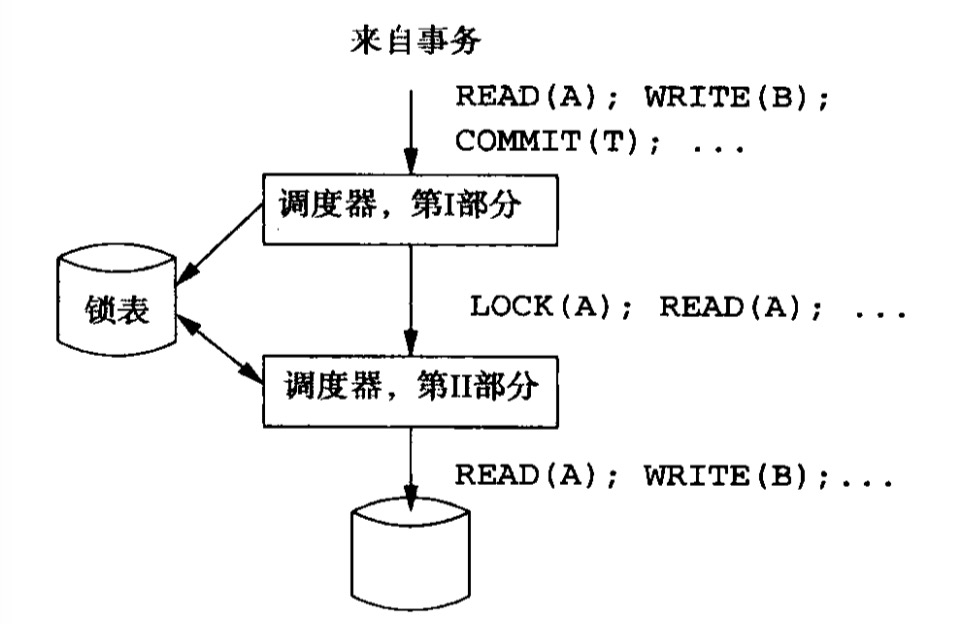 来自事务
READ(A); WRITE(B);
COMMIT(T); ...
调度器，第I部分
锁表
LOCK(A); READ(A); ...
调度器，第II部分
READ(A); WRITE(B);...